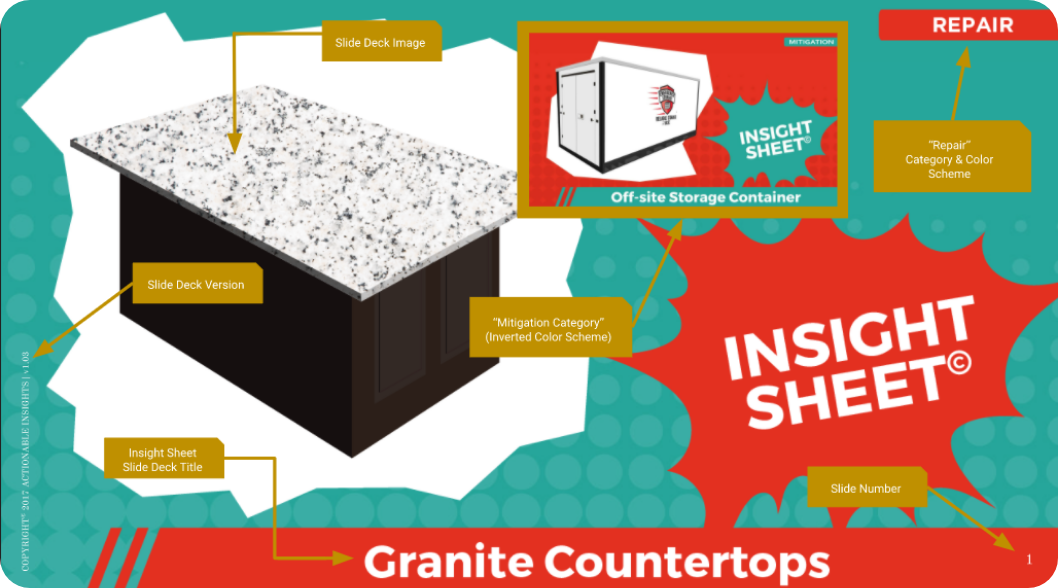 Slide Deck Image
MITIGATION
INSIGHT
SHEET©
Off-site Storage Container
REPAIR
“Repair”
Category & Color
Scheme
Slide Deck Version
“Mitigation Category”
(Inverted Color Scheme)
INSIGHT
SHEET©
COPYRIGHT© 2017 ACTIONABLE INSIGHTS | v1.03
Insight Sheet
Slide Deck Title
Slide Number
Granite Countertops
1